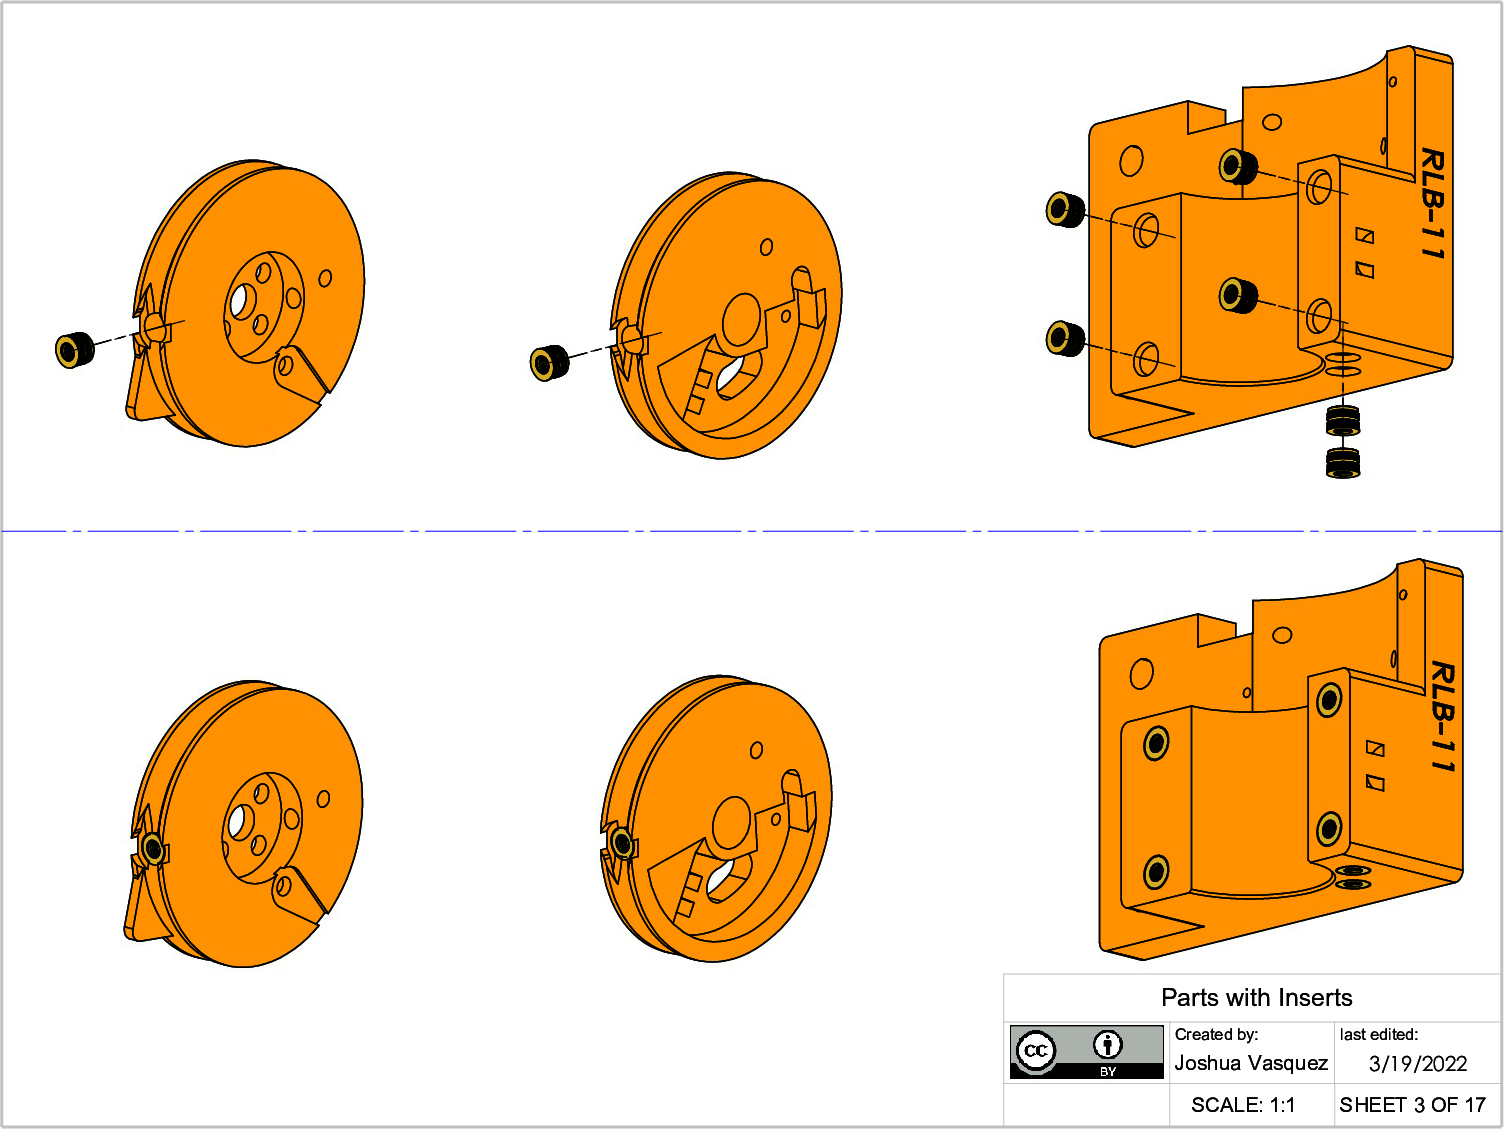 RLB-11
RLB-11
Parts with Inserts
CC
BY
Created by:
Joshua Vasquez
last edited:
3/19/2022
SCALE: 1:1
SHEET 3 OF 17